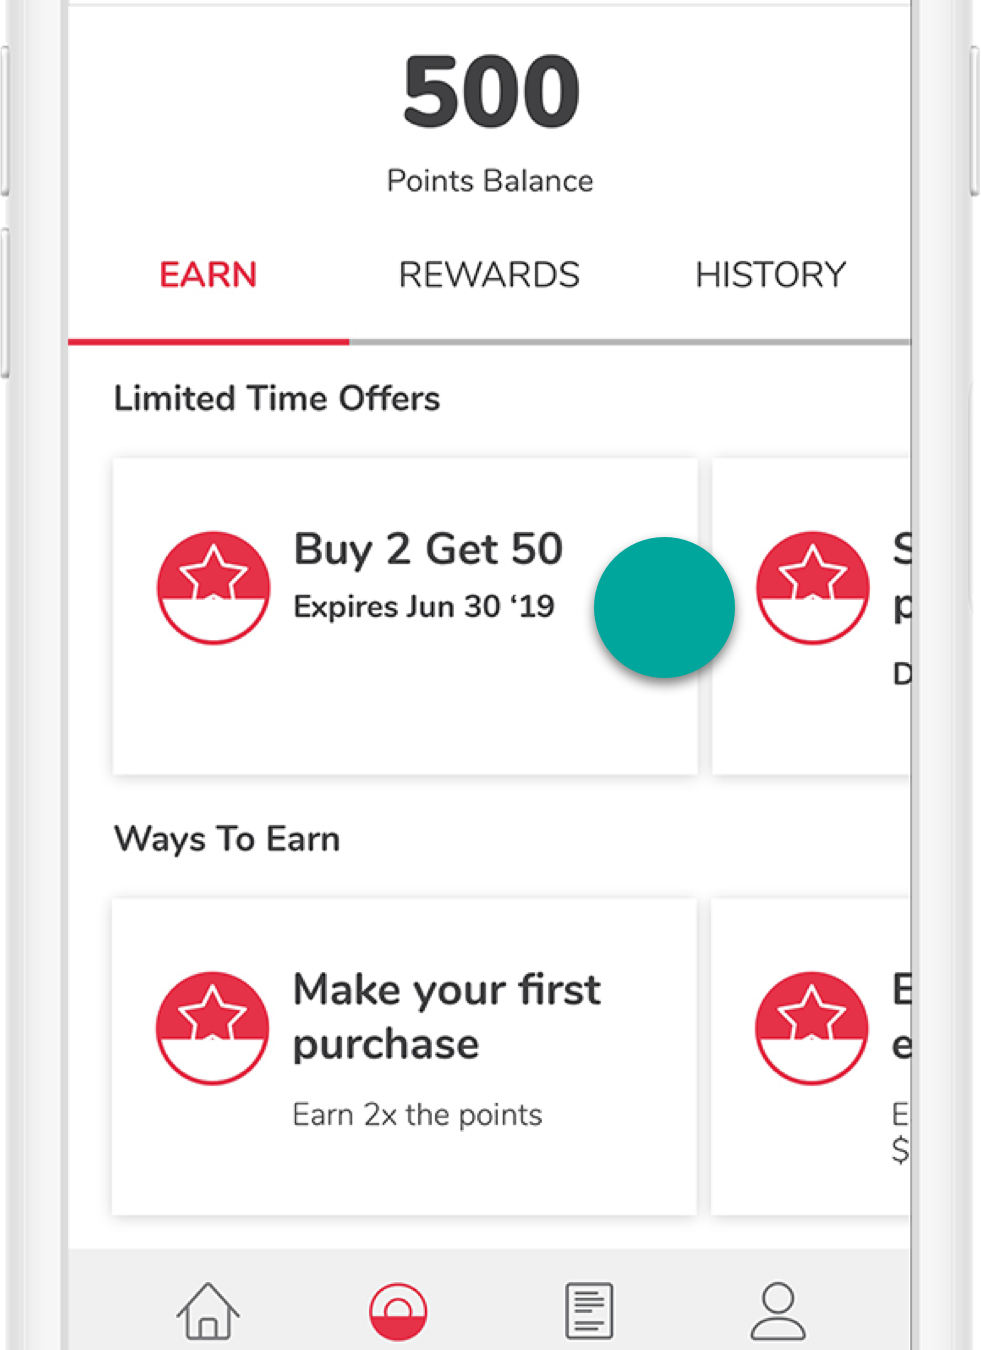 500
Points Balance
EARN
REWARDS
HISTORY
Limited Time Offers
Buy 2 Get 50
Expires Jun 30 ‘19
Ways To Earn
Make your first
purchase
Earn 2x the points
$